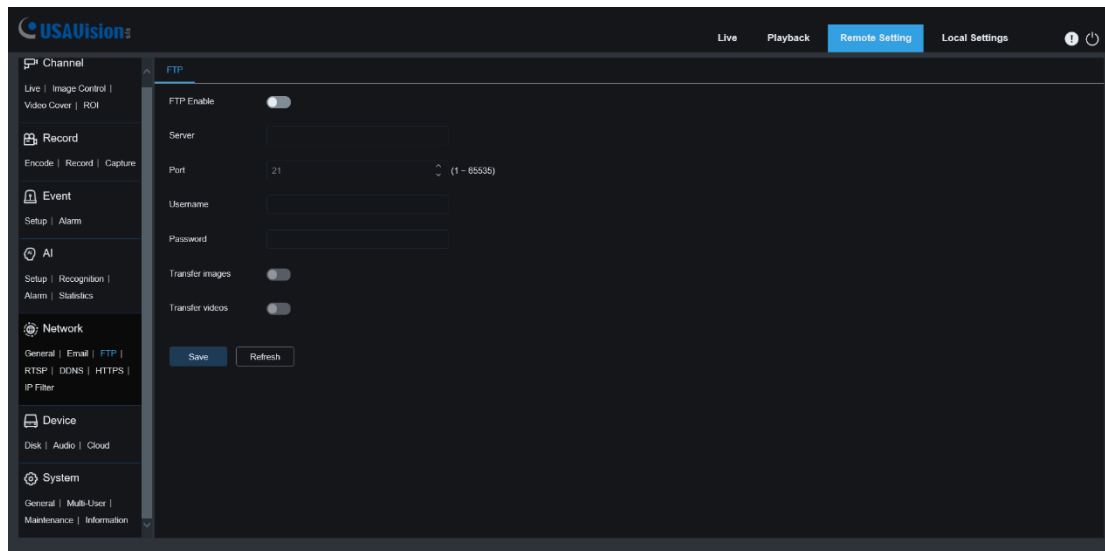 USAVision
Live
Playback
Remote Setting
Local Settings
Channel
Live | Image Control |
Video Cover | ROI
Record
Encode | Record | Capture
Event
Setup | Alarm
AI
Setup | Recognition |
Alarm | Statistics
Network
General | Email | FTP |
RTSP | DDNS | HTTPS |
IP Filter
Device
Disk | Audio | Cloud
System
General | Multi-User |
Maintenance | Information
FTP
FTP Enable
Server
Port 21 (1 ~ 65535)
Username
Password
Transfer images
Transfer videos
Save Refresh